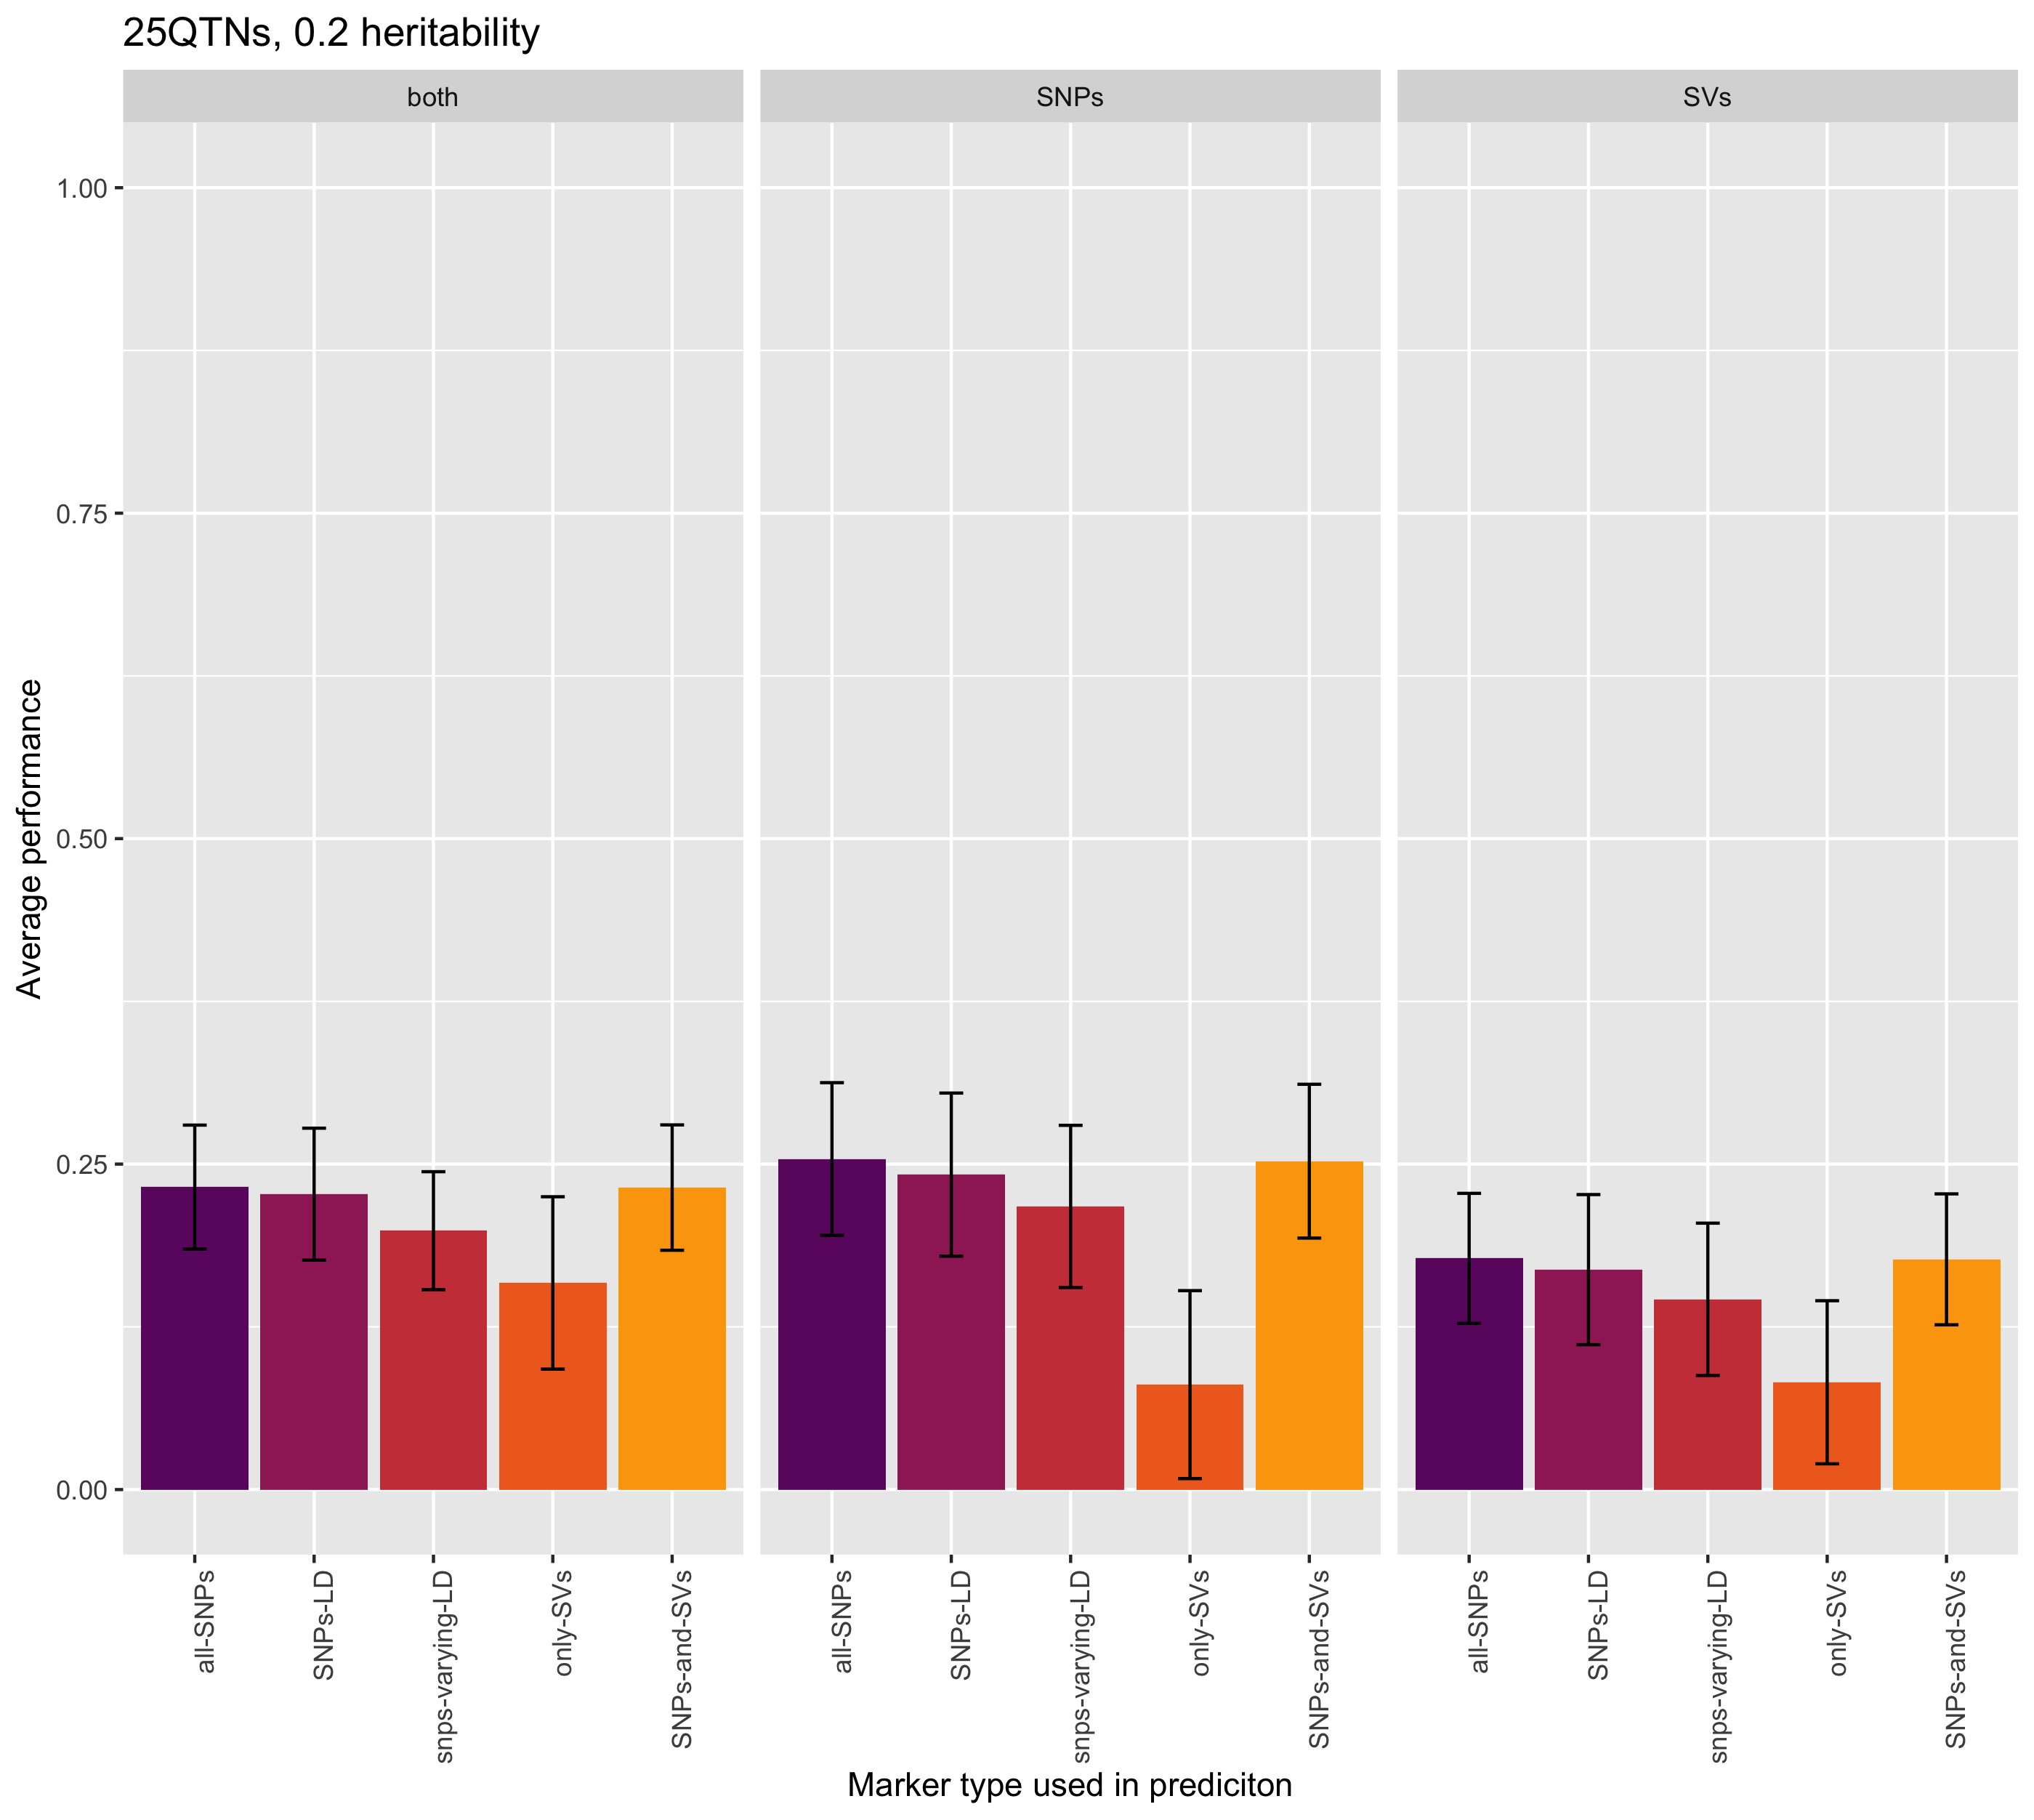 25QTNs, 0.2 heritability
both
SNPs
SVs
Average performance
1.00
0.75
0.50
0.25
0.00
all-SNPs
SNPs-LD
snps-varying-LD
only-SVs
SNPs-and-SVs
all-SNPs
SNPs-LD
snps-varying-LD
only-SVs
SNPs-and-SVs
all-SNPs
SNPs-LD
snps-varying-LD
only-SVs
SNPs-and-SVs
Marker type used in prediciton